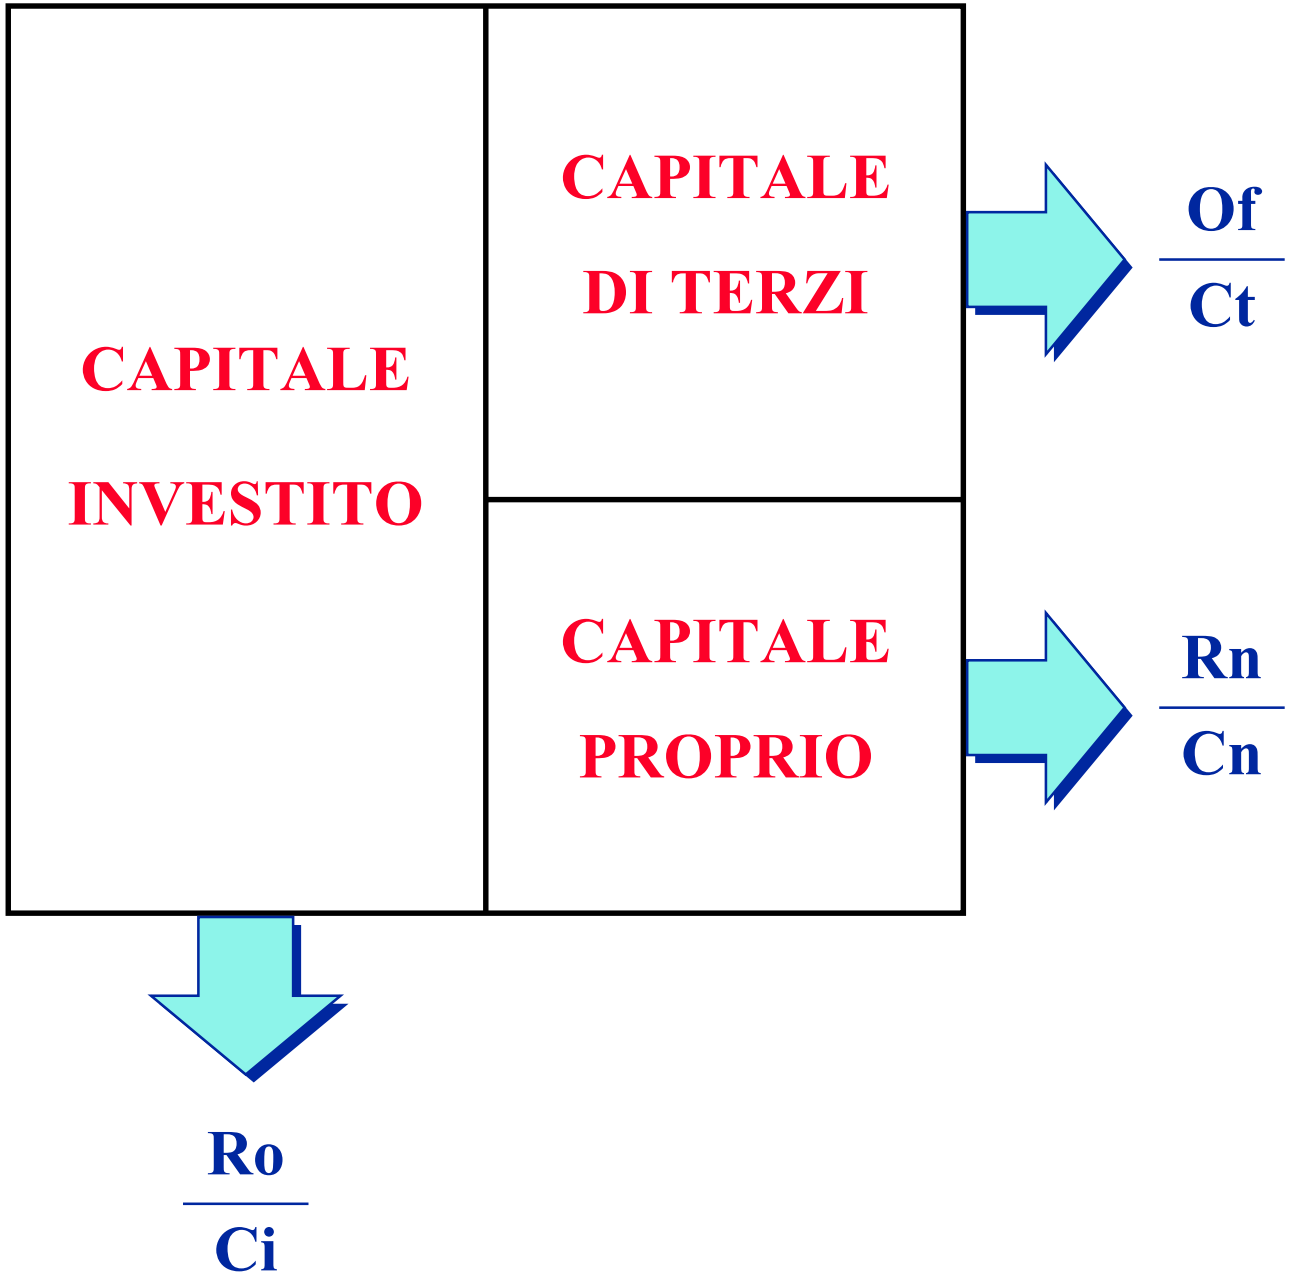 CAPITALE
INVESTITO
CAPITALE
DI TERZI
CAPITALE
PROPRIO
Of
Ct
Rn
Cn
Ro
Ci